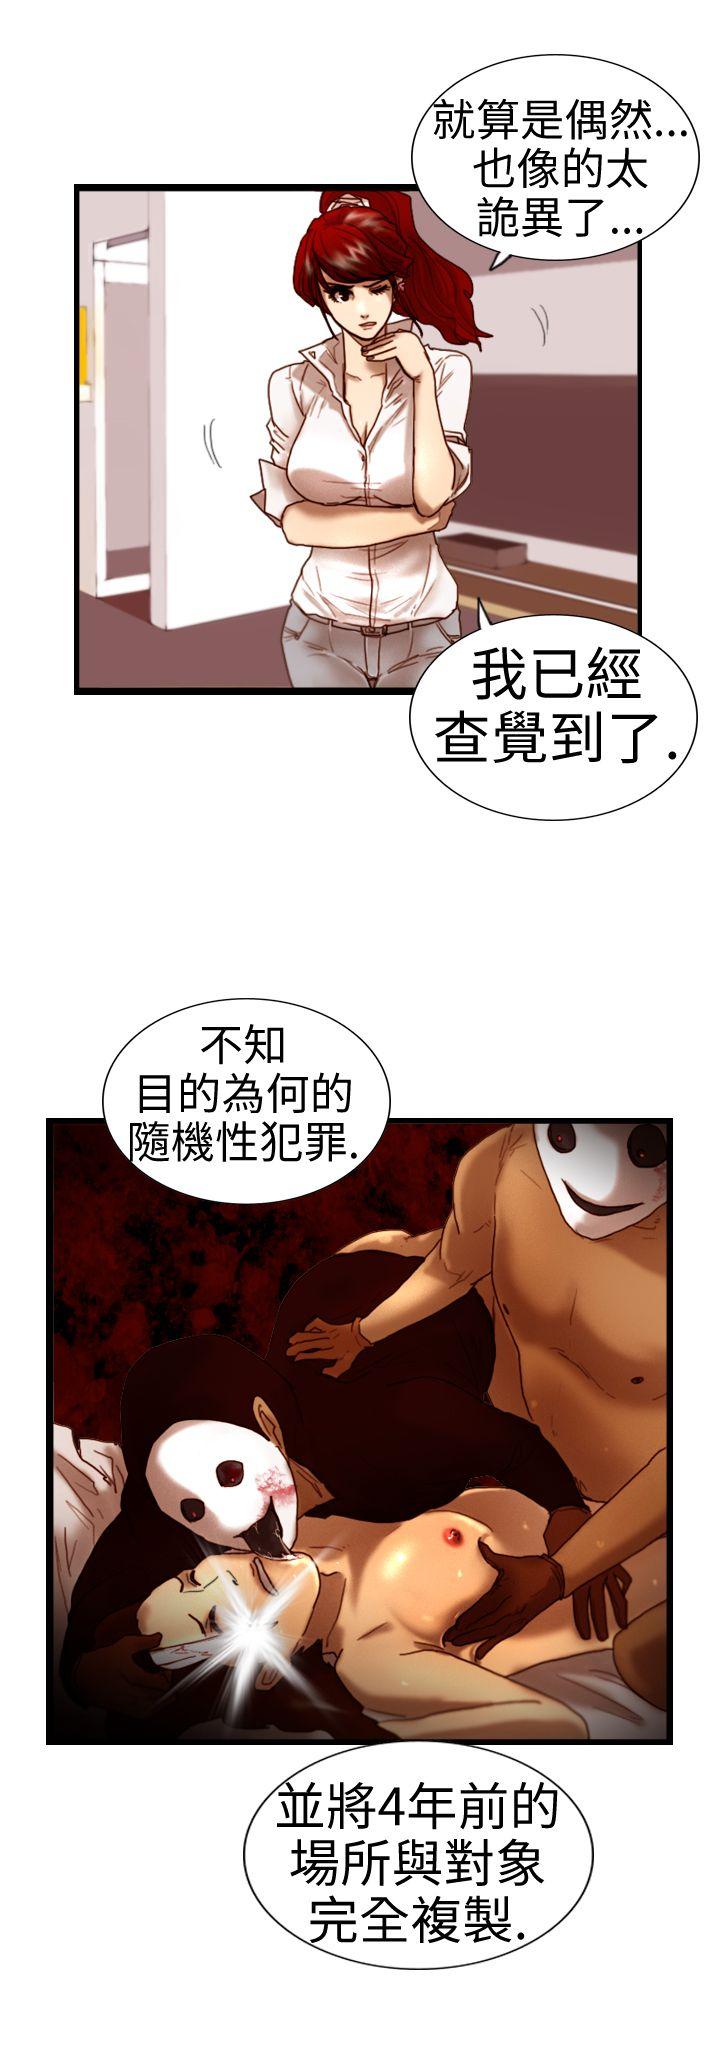 就算是偶然...
也像的太
詭異了...
我已經
查覺到了.
不知
目的為何的
隨機性犯罪.
並將4年前的
場所與對象
完全複製.